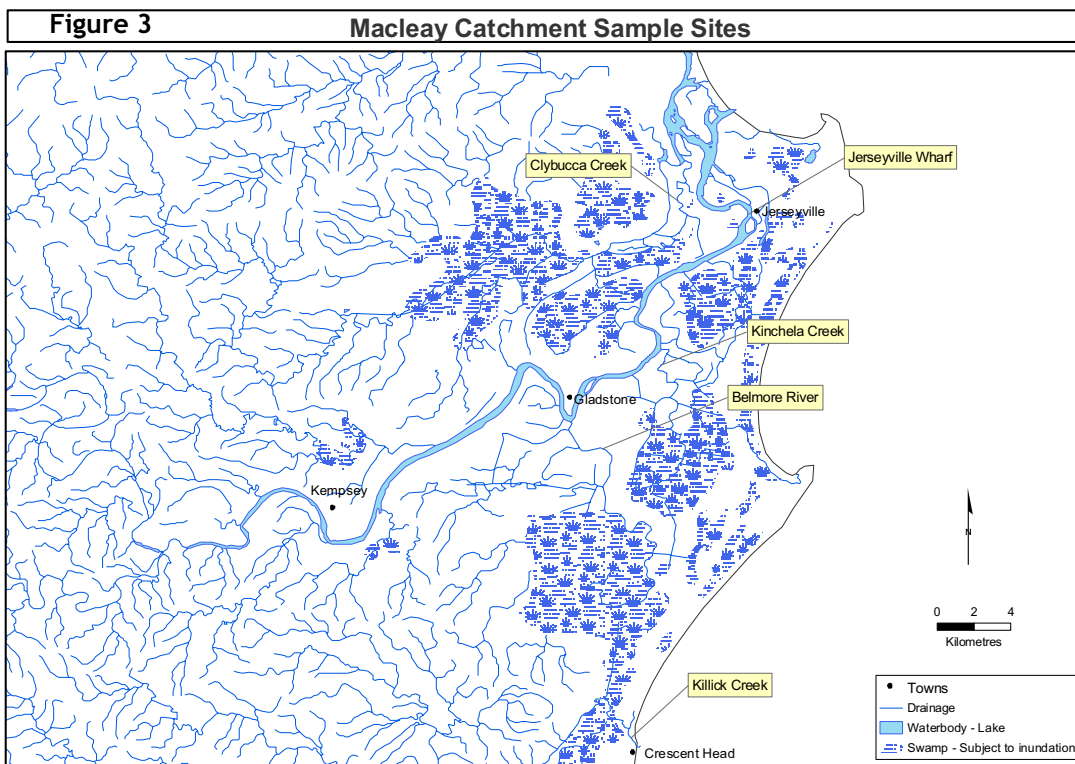 Figure 3
Macleay Catchment Sample Sites
Clybucca Creek
Jerseyville Wharf
Jerseyville
Kinchela Creek
Gladstone
Belmore River
Kempsey
N
0 2 4
Kilometres
Killick Creek
Crescent Head
Towns
Drainage
Waterbody - Lake
Swamp - Subject to inundation